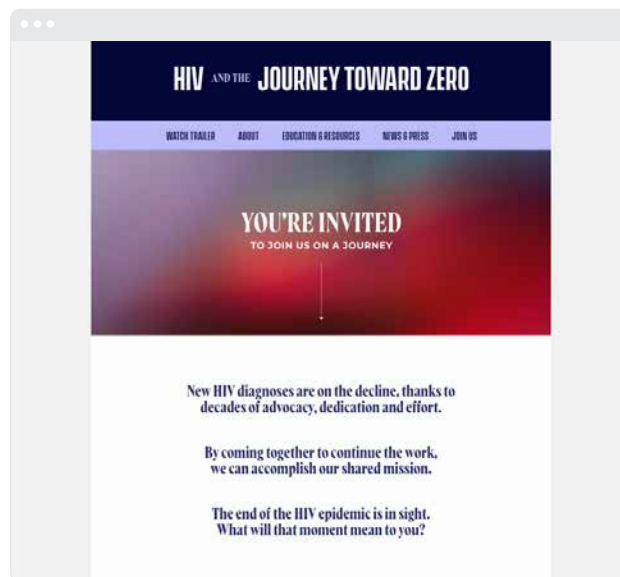 HIV AND THE JOURNEY TOWARD ZERO
WATCH TRAILER ABOUT EDUCATION & RESOURCES NEWS & PRESS JOIN US
YOU'RE INVITED
TO JOIN US ON A JOURNEY
New HIV diagnoses are on the decline, thanks to
decades of advocacy, dedication and effort.
By coming together to continue the work,
we can accomplish our shared mission.
The end of the HIV epidemic is in sight.
What will that moment mean to you?